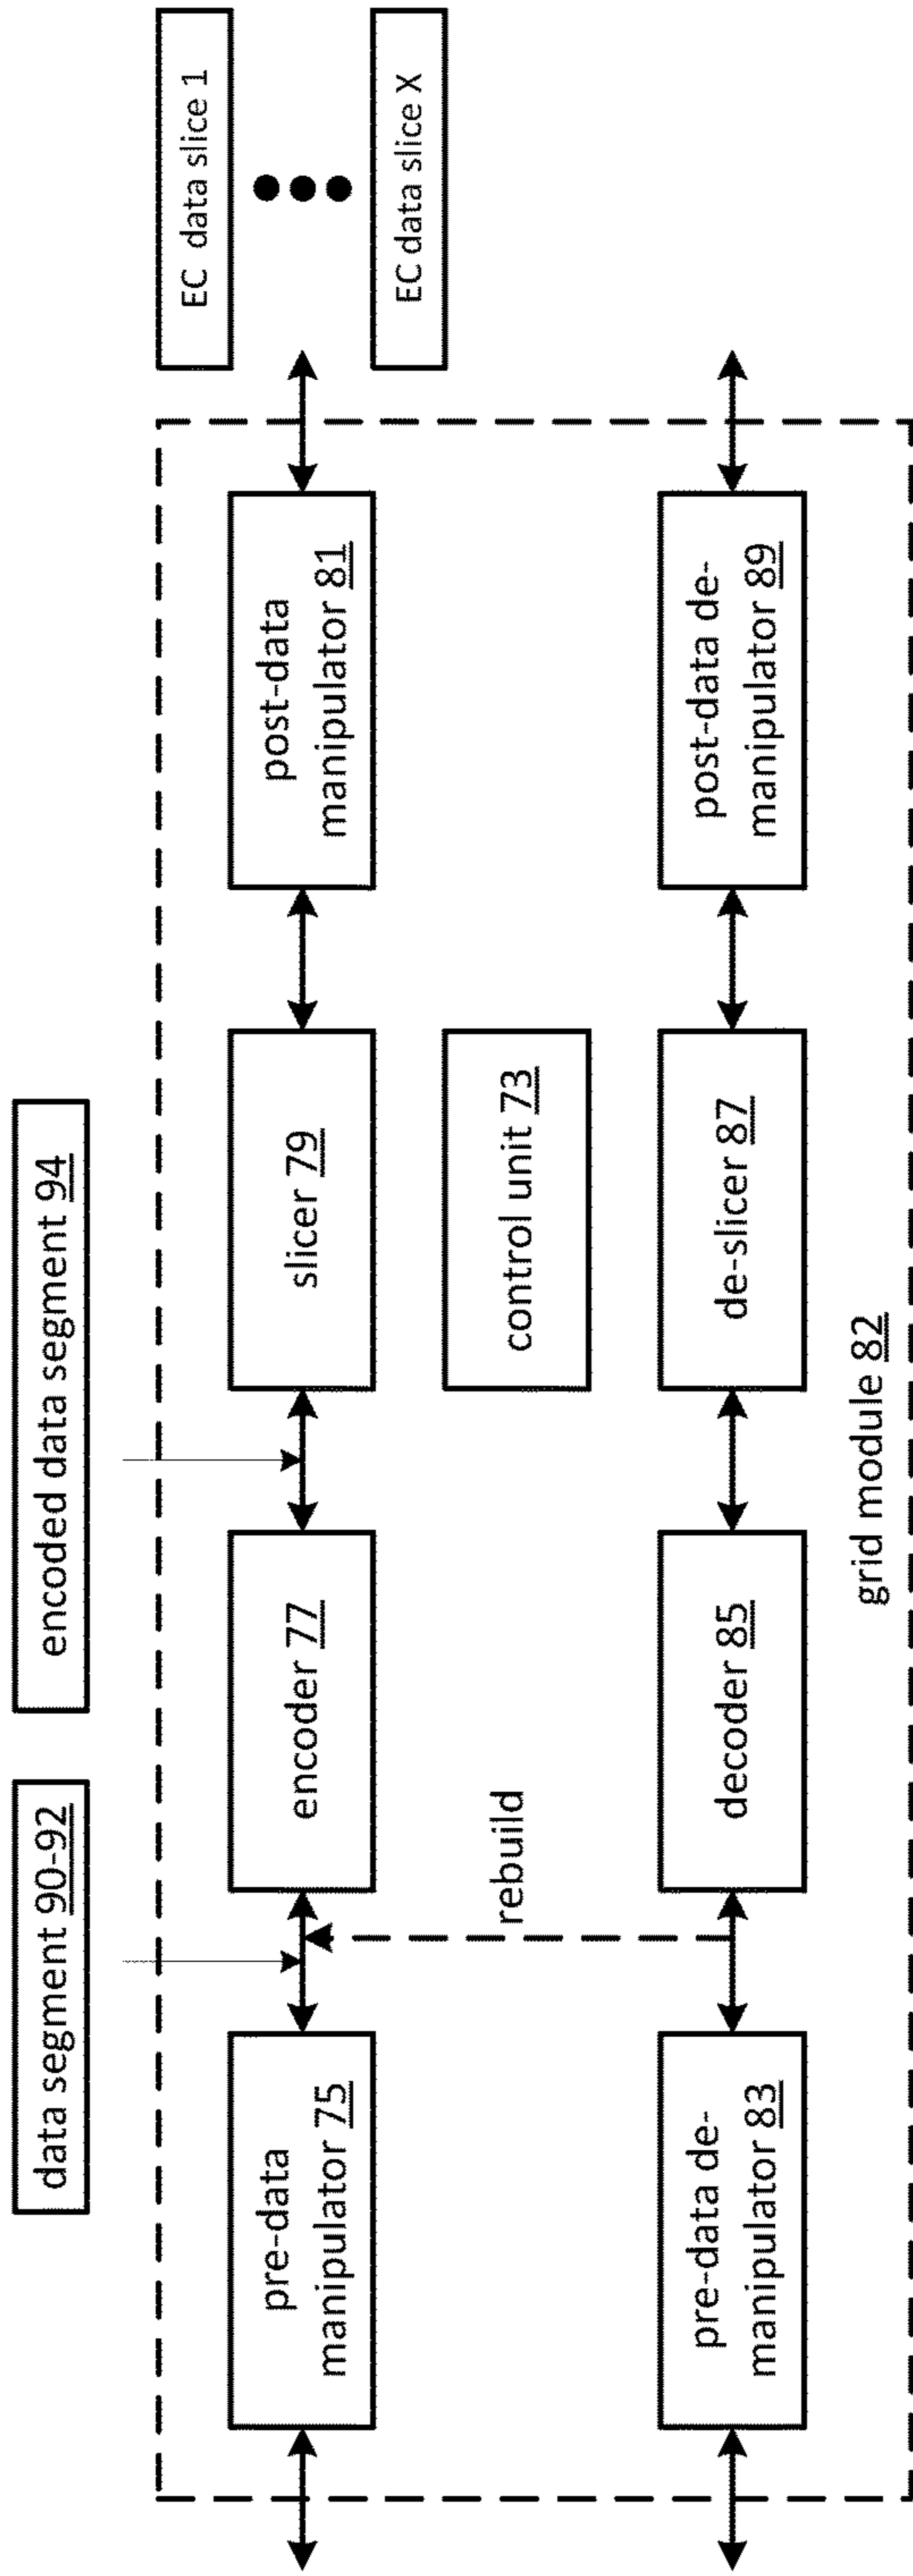 data segment 90-92
encoded data segment 94
pre-data
manipulator 75
encoder 77
slicer 79
post-data
manipulator 81
EC data slice 1
EC data slice X
rebuild
control unit 73
pre-data de-
manipulator 83
decoder 85
de-slicer 87
post-data de-
manipulator 89
grid module 82